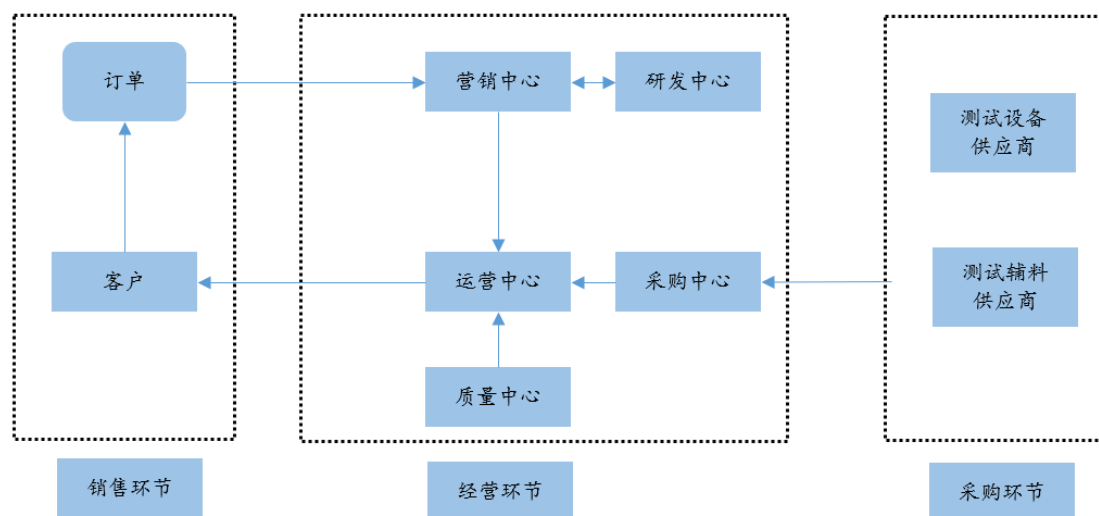 订单
营销中心
研发中心
测试设备
供应商
客户
运营中心
采购中心
测试辅料
供应商
质量中心
销售环节
经营环节
采购环节